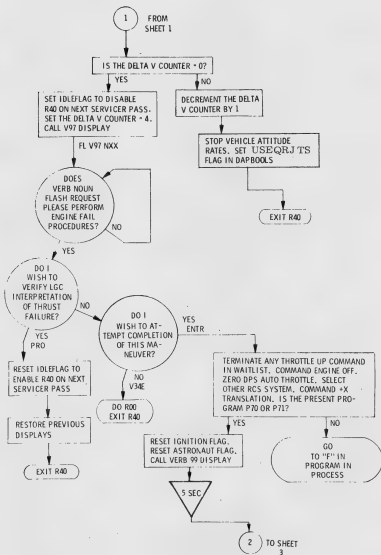 1
FROM
SHEET 1
IS THE DELTA V COUNTER = 0?
YES
NO
SET IDLEFLAG TO DISABLE
R40 ON NEXT SERVICER PASS.
SET THE DELTA V COUNTER = 4.
CALL V97 DISPLAY
DECREMENT THE DELTA
V COUNTER BY 1
FL V97 NXX
STOP VEHICLE ATTITUDE
RATES. SET USEQRJTS
FLAG IN DAPBOOLS
EXIT R40
DOES
VERB NOUN
FLASH REQUEST
PLEASE PERFORM
ENGINE FAIL
PROCEDURES?
NO
YES
DO I
WISH TO
VERIFY LGC
INTERPRETATION
OF THRUST
FAILURE?
NO
YES
PRO
DO I
WISH TO AT-
TEMPT COMPLETION
OF THIS MA-
NEUVER?
YES
ENTR
NO
V34E
TERMINATE ANY THROTTLE UP COMMAND
IN WAITLIST. COMMAND ENGINE OFF.
ZERO DPS AUTO THROTTLE. SELECT
OTHER RCS SYSTEM. COMMAND +X
TRANSLATION. IS THE PRESENT PRO-
GRAM P70 OR P71?
RESET IDLEFLAG TO
ENABLE R40 ON NEXT
SERVICER PASS
DO R00
EXIT R40
RESTORE PREVIOUS
DISPLAYS
EXIT R40
YES
NO
RESET IGNITION FLAG.
RESET ASTRONAUT FLAG.
CALL VERB 99 DISPLAY
GO
TO "F" IN
PROGRAM IN
PROCESS
5 SEC
2
TO SHEET
3